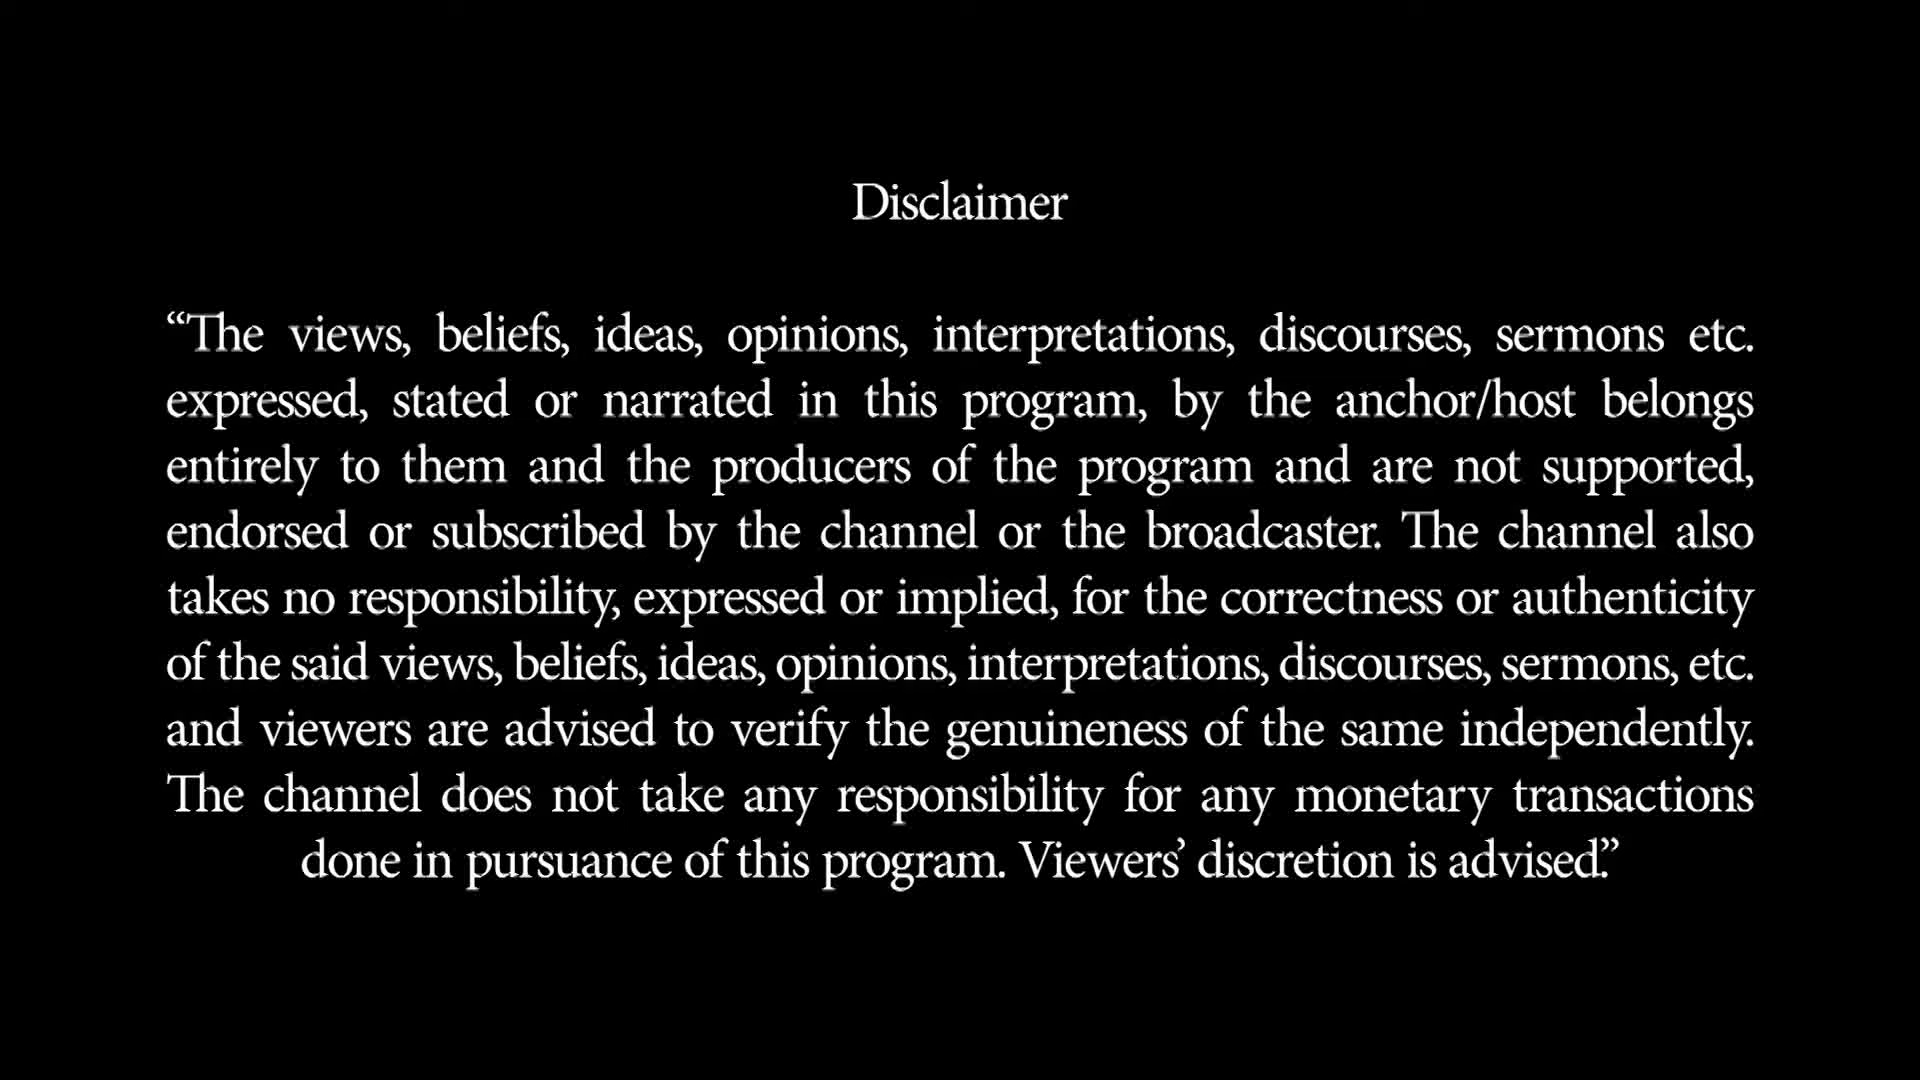 Disclaimer
“The views, beliefs, ideas, opinions, interpretations, discourses, sermons etc.
expressed, stated or narrated in this program, by the anchor/host belongs
entirely to them and the producers of the program and are not supported,
endorsed or subscribed by the channel or the broadcaster. The channel also
takes no responsibility, expressed or implied, for the correctness or authenticity
of the said views, beliefs, ideas, opinions, interpretations, discourses, sermons, etc.
and viewers are advised to verify the genuineness of the same independently.
The channel does not take any responsibility for any monetary transactions
done in pursuance of this program. Viewers’ discretion is advised.”